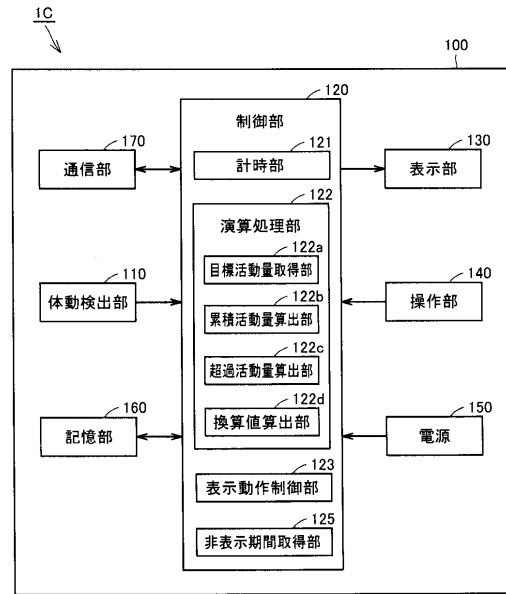 1C
100
120
制御部
170
通信部
121
計時部
130
表示部
122
演算処理部
122a
目標活動量取得部
110
体動検出部
122b
累積活動量算出部
140
操作部
122c
超過活動量算出部
160
記憶部
122d
換算値算出部
150
電源
123
表示動作制御部
125
非表示期間取得部